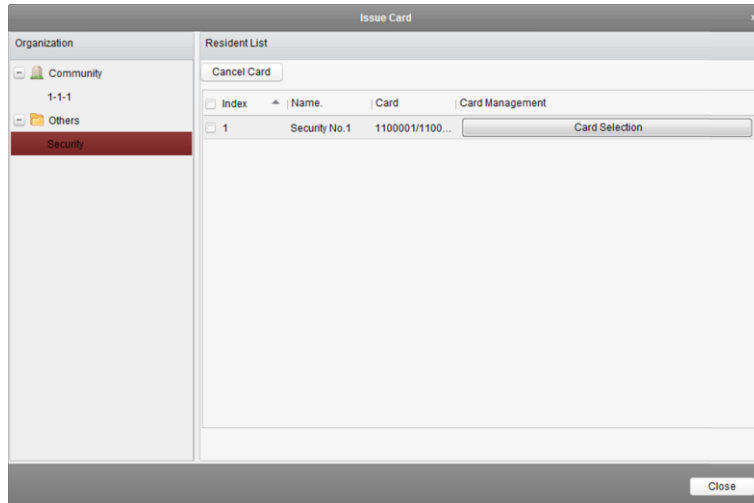 Issue Card
Organization
Resident List
Community
1-1-1
Others
Security
Cancel Card
Index Name. Card Card Management
1 Security No.1 1100001/1100... Card Selection
Close